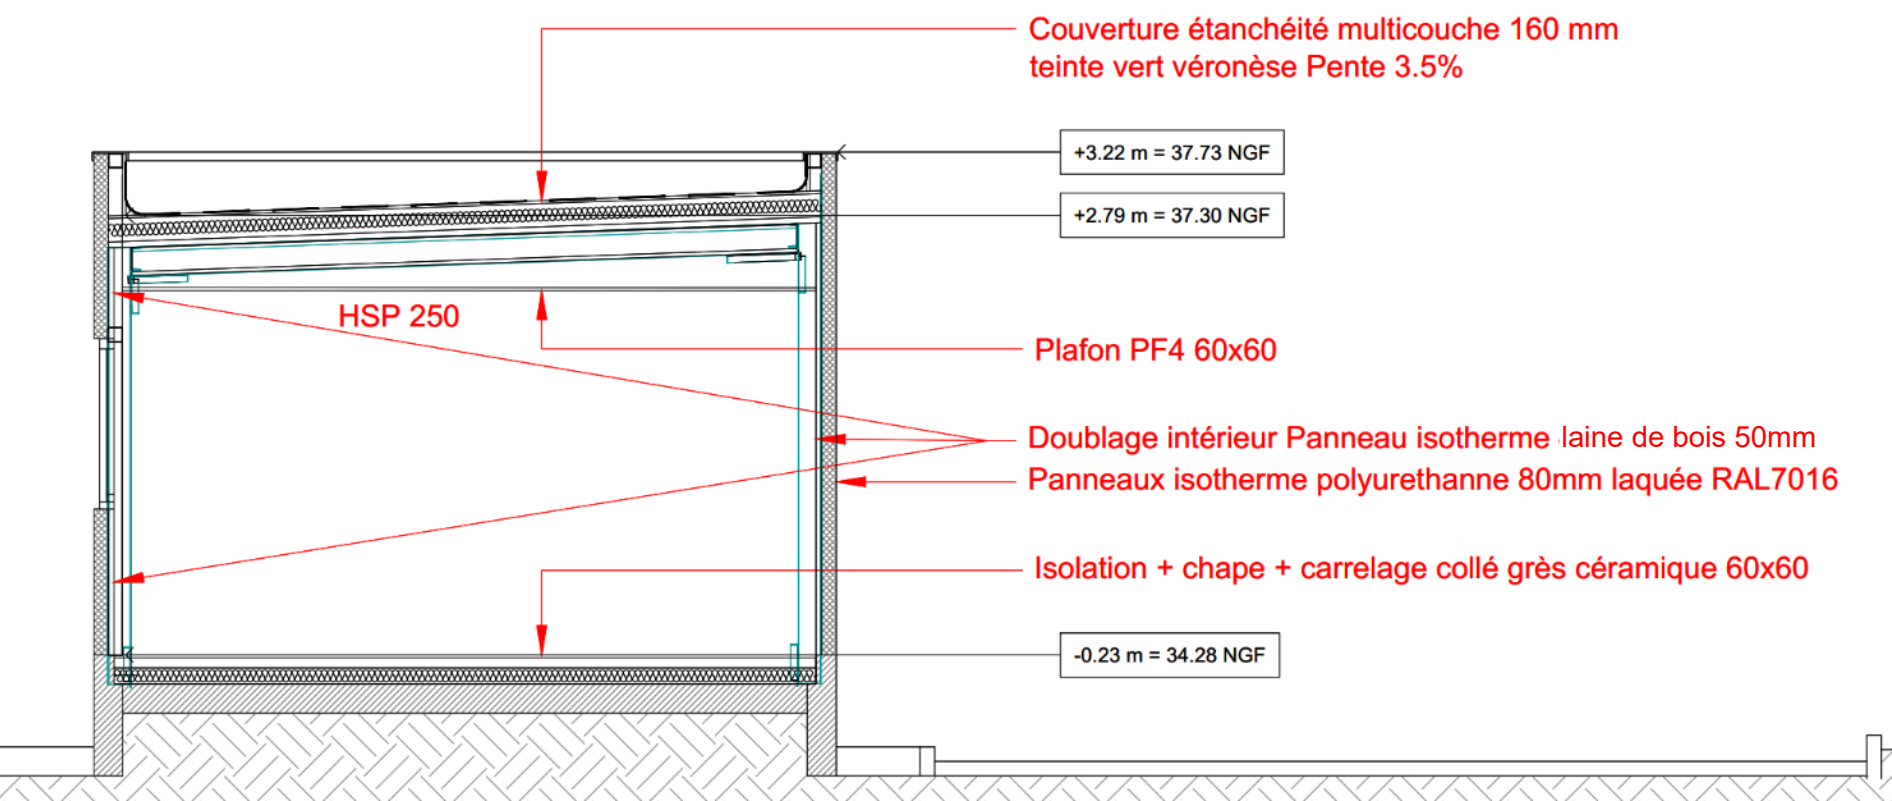 Couverture étanchéité multicouche 160 mm
teinte vert véronèse Pente 3.5%
+3.22 m = 37.73 NGF
+2.79 m = 37.30 NGF
HSP 250
Plafon PF4 60x60
Doublage intérieur Panneau isotherme laine de bois 50mm
Panneaux isotherme polyurethanne 80mm laquée RAL7016
Isolation + chape + carrelage collé grès céramique 60x60
-0.23 m = 34.28 NGF